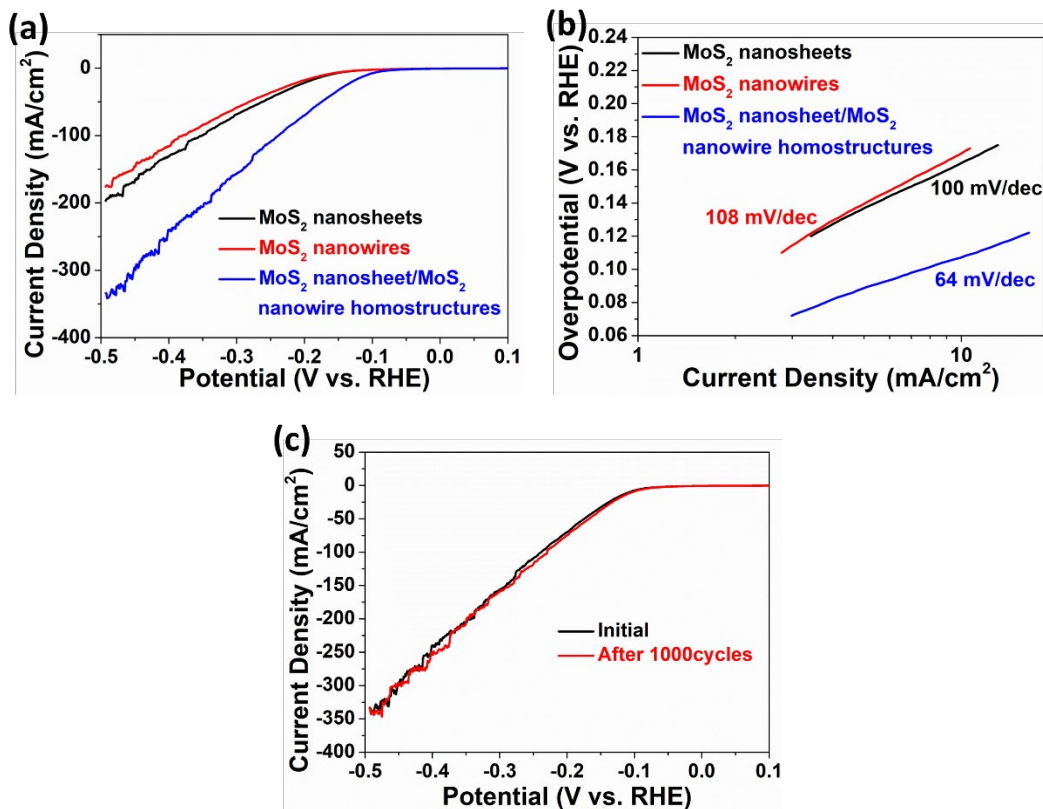 (a)
Current Density (mA/cm²)
0
-100
-200
-300
-400
MoS₂ nanosheets
MoS₂ nanowires
MoS₂ nanosheet/MoS₂
nanowire homostructures
-0.5 -0.4 -0.3 -0.2 -0.1 0.0 0.1
Potential (V vs. RHE)
(b)
Overpotential (V vs. RHE)
0.24
0.22
0.20
0.18
0.16
0.14
0.12
0.10
0.08
0.06
MoS₂ nanosheets
MoS₂ nanowires
MoS₂ nanosheet/MoS₂
nanowire homostructures
100 mV/dec
108 mV/dec
64 mV/dec
1 10
Current Density (mA/cm²)
(c)
Current Density (mA/cm²)
50
0
-50
-100
-150
-200
-250
-300
-350
-400
Initial
After 1000cycles
-0.5 -0.4 -0.3 -0.2 -0.1 0.0 0.1
Potential (V vs. RHE)